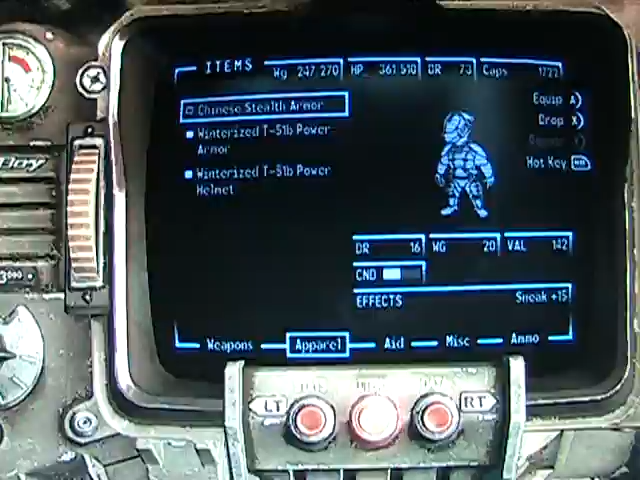 ITEMS
Wg 247/270 HP 361/510 DR 73 Caps 1722
Chinese Stealth Armor
Winterized T-51b Power
Armor
Winterized T-51b Power
Helmet
Equip A)
Drop X)
Hot Key
DR 16 WG 20 VAL 142
CND
EFFECTS Sneak +15
Weapons Apparel Aid Misc Ammo
LT RT
Boy